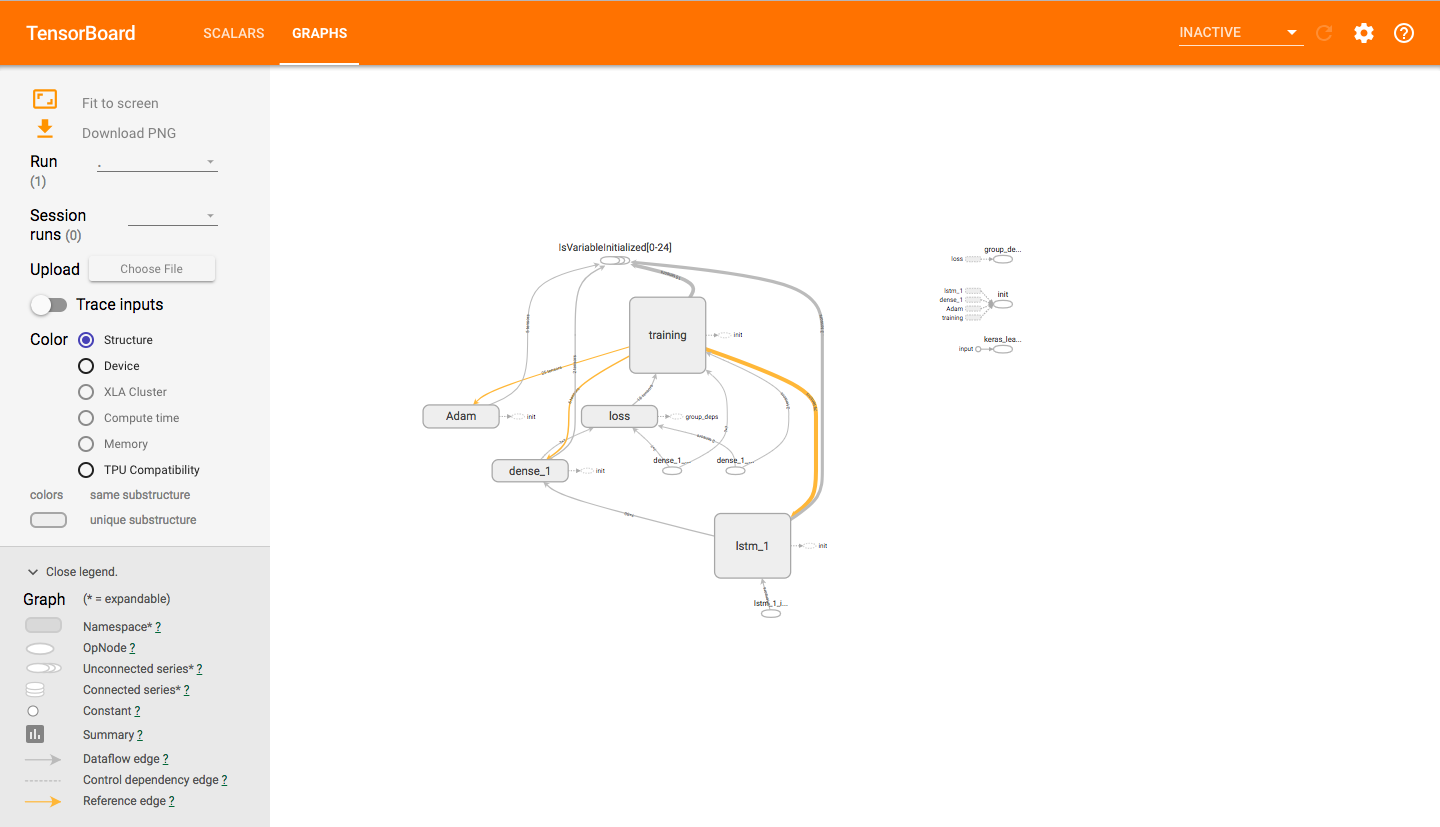 TensorBoard
SCALARS
GRAPHS
INACTIVE
Fit to screen
Download PNG
Run
(1)
.
Session
runs (0)
Upload
Choose File
Trace inputs
Color
Structure
Device
XLA Cluster
Compute time
Memory
TPU Compatibility
colors
same substructure
unique substructure
Close legend.
Graph
(* = expandable)
Namespace* ?
OpNode ?
Unconnected series* ?
Connected series* ?
Constant ?
Summary ?
Dataflow edge ?
Control dependency edge ?
Reference edge ?
IsVariableInitialized[0-24]
training
init
Adam
init
loss
group_deps
dense_1
init
dense_1_...
dense_1_...
lstm_1
init
lstm_1_i...
group_de...
loss
init
lstm_1
dense_1
Adam
training
keras_lea...
input